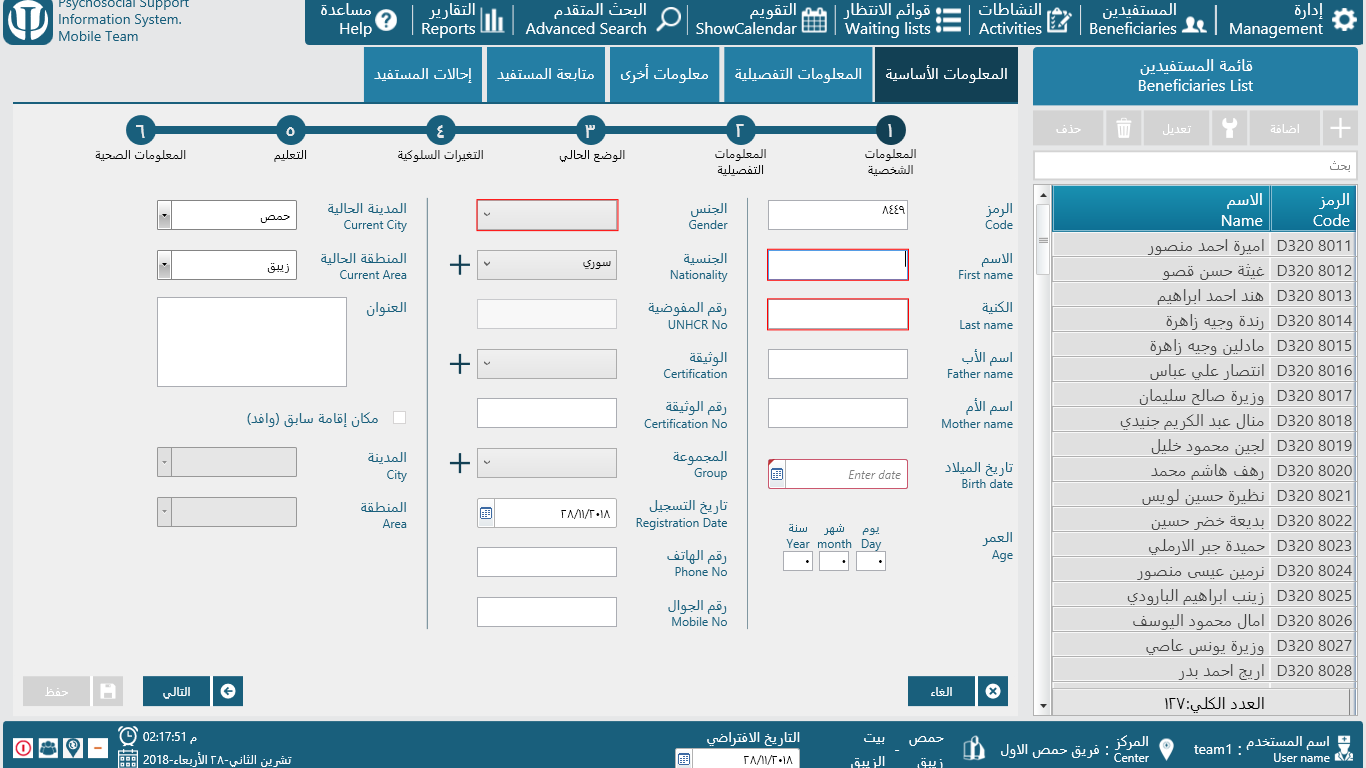 Psychosocial Support
Information System.
Mobile Team
مساعدة
Help
التقارير
Reports
البحث المتقدم
Advanced Search
التقويم
ShowCalendar
قوائم الانتظار
Waiting lists
النشاطات
Activities
المستفيدين
Beneficiaries
إدارة
Management
المعلومات الأساسية
المعلومات التفصيلية
معلومات أخرى
متابعة المستفيد
إحالات المستفيد
قائمة المستفيدين
Beneficiaries List
اضافة
تعديل
حذف
بحث
الرمز
Code
الاسم
Name
D320 8011 اميرة احمد منصور
D320 8012 غيثة حسن قصو
D320 8013 هند احمد ابراهيم
D320 8014 رندة وجيه زاهرة
D320 8015 مادلين وجيه زاهرة
D320 8016 انتصار علي عباس
D320 8017 وزيرة صالح سليمان
D320 8018 منال عبد الكريم جنيدي
D320 8019 لجين محمود خليل
D320 8020 رهف هاشم محمد
D320 8021 نظيرة حسين لويس
D320 8022 بديعة خضر حسين
D320 8023 حميدة جبر الارملي
D320 8024 نرمين عيسى منصور
D320 8025 زينب ابراهيم البارودي
D320 8026 امال محمود اليوسف
D320 8027 وزيرة يونس عاصي
D320 8028 اريج احمد بدر
العدد الكلي:١٢٧
١
المعلومات
الشخصية
٢
المعلومات
التفصيلية
٣
الوضع الحالي
٤
التغيرات السلوكية
٥
التعليم
٦
المعلومات الصحية
الرمز
Code
٨٤٤٩
الاسم
First name
الكنية
Last name
اسم الأب
Father name
اسم الأم
Mother name
تاريخ الميلاد
Birth date
Enter date
العمر
Age
يوم
Day
٠
شهر
month
٠
سنة
Year
٠
الجنس
Gender
الجنسية
Nationality
سوري
رقم المفوضية
UNHCR No
الوثيقة
Certification
رقم الوثيقة
Certification No
المجموعة
Group
تاريخ التسجيل
Registration Date
٢٨/١١/٢٠١٨
رقم الهاتف
Phone No
رقم الجوال
Mobile No
المدينة الحالية
Current City
حمص
المنطقة الحالية
Current Area
زيبق
العنوان
مكان إقامة سابق (وافد)
المدينة
City
المنطقة
Area
الغاء
التالي
حفظ
اسم المستخدم : team1
User name
المركز : فريق حمص الاول
Center
حمص - بيت
زيبق الزيبق
التاريخ الافتراضي
٢٨/١١/٢٠١٨
02:17:51 م
تشرين الثاني-٢٨ الأربعاء-2018